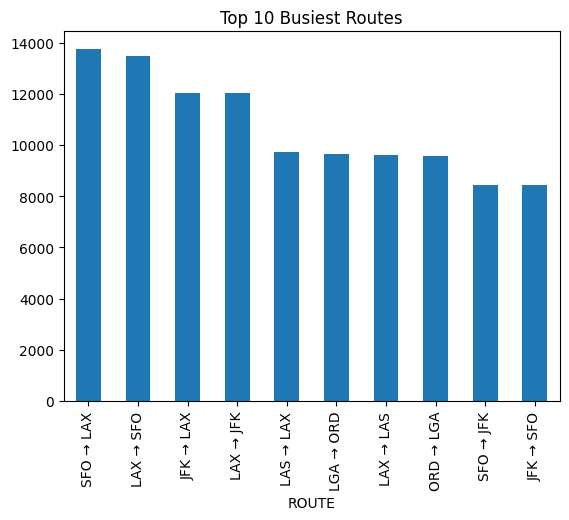 Top 10 Busiest Routes
14000
12000
10000
8000
6000
4000
2000
0
SFO → LAX
LAX → SFO
JFK → LAX
LAX → JFK
LAS → LAX
LGA → ORD
LAX → LAS
ORD → LGA
SFO → JFK
JFK → SFO
ROUTE